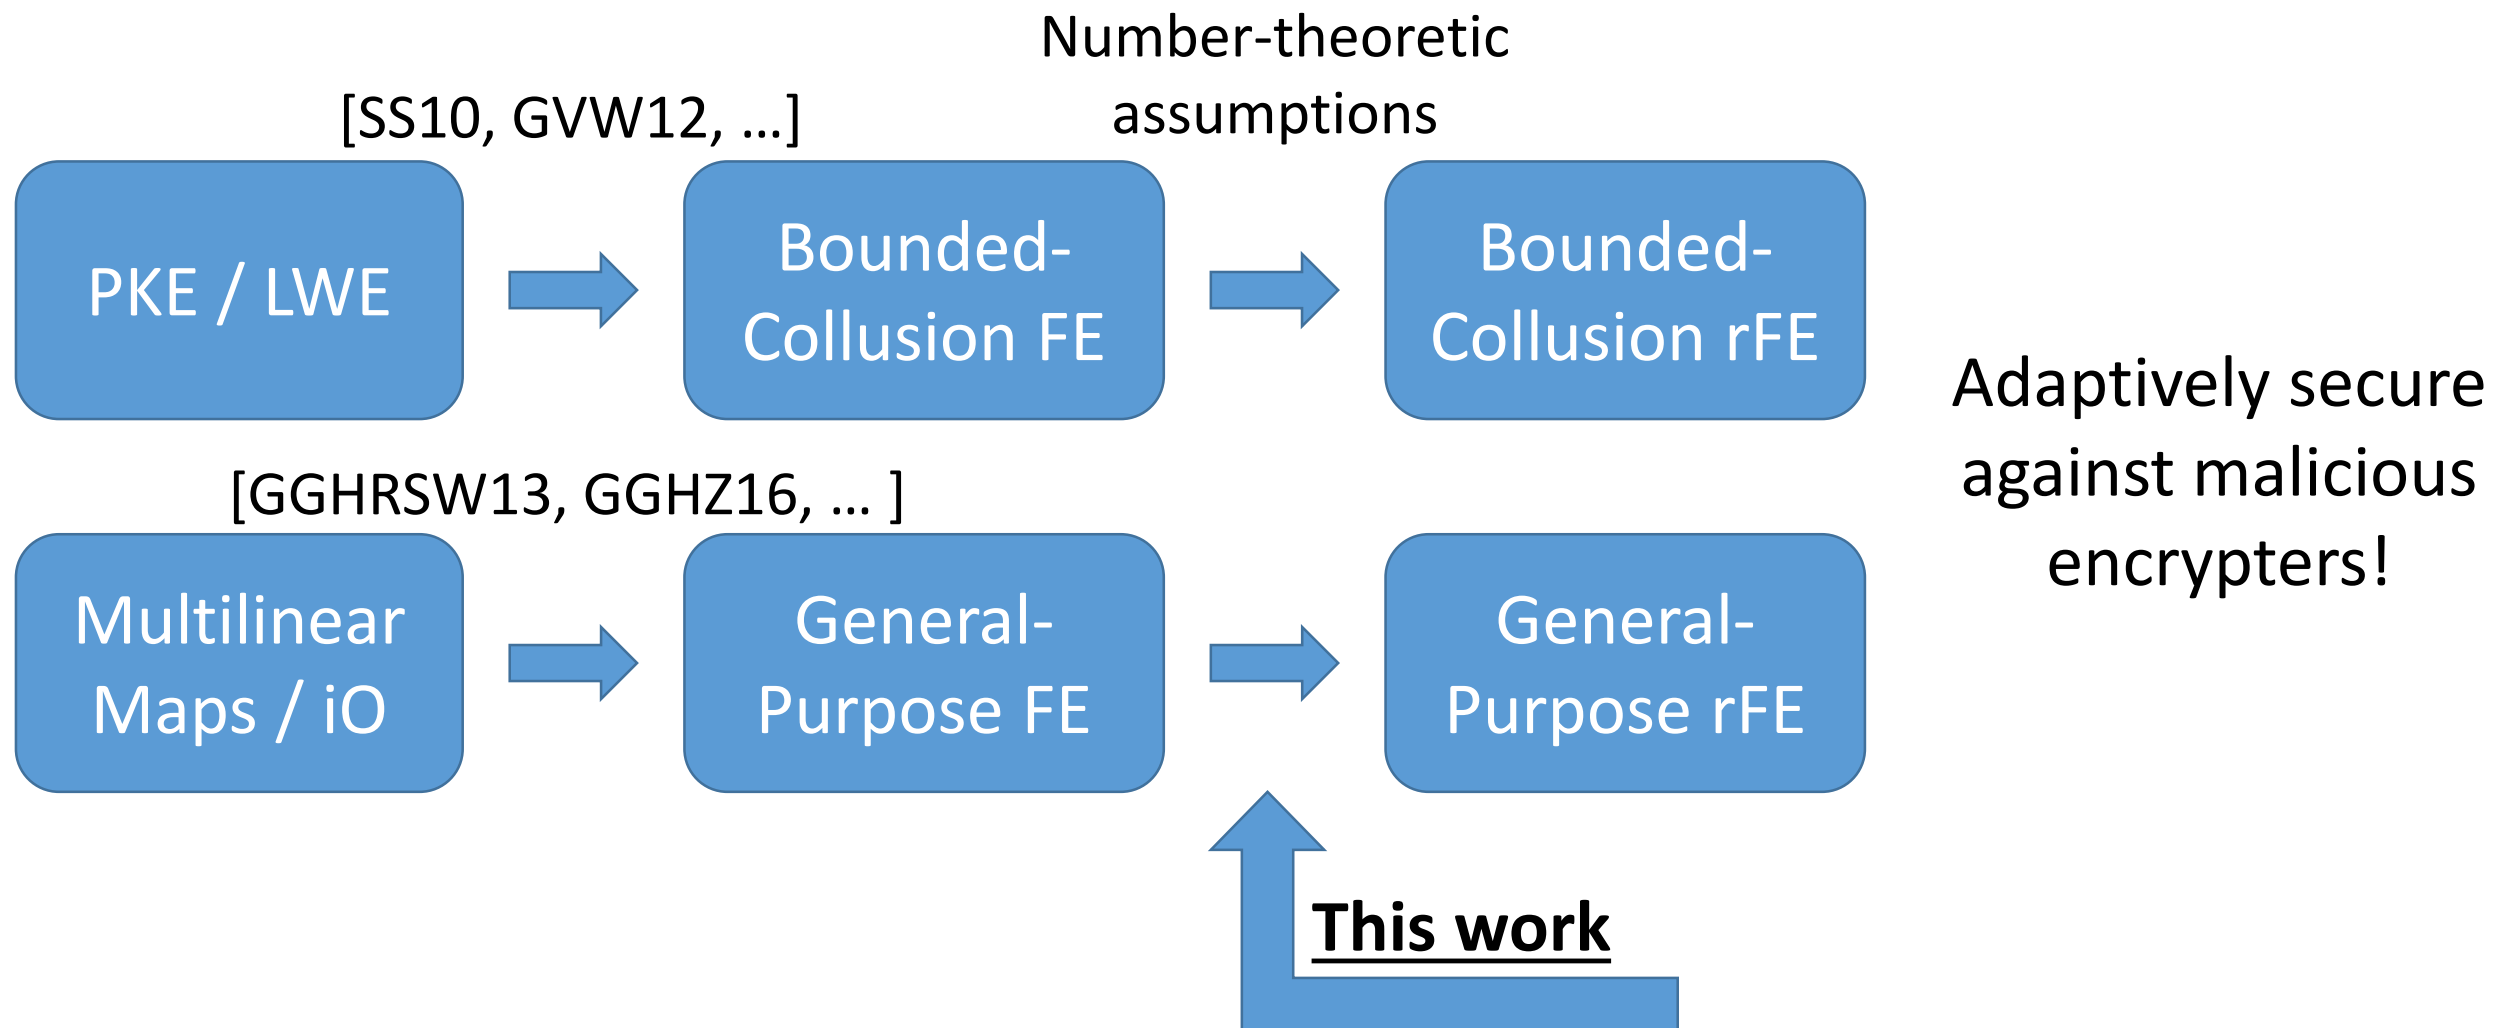 Number-theoretic
assumptions
[SS10, GVW12, ...]
PKE / LWE
Bounded-
Collusion FE
Bounded-
Collusion rFE
Adaptively secure
against malicious
encrypters!
[GGHRSW13, GGHZ16, ... ]
Multilinear
Maps / iO
General-
Purpose FE
General-
Purpose rFE
This work